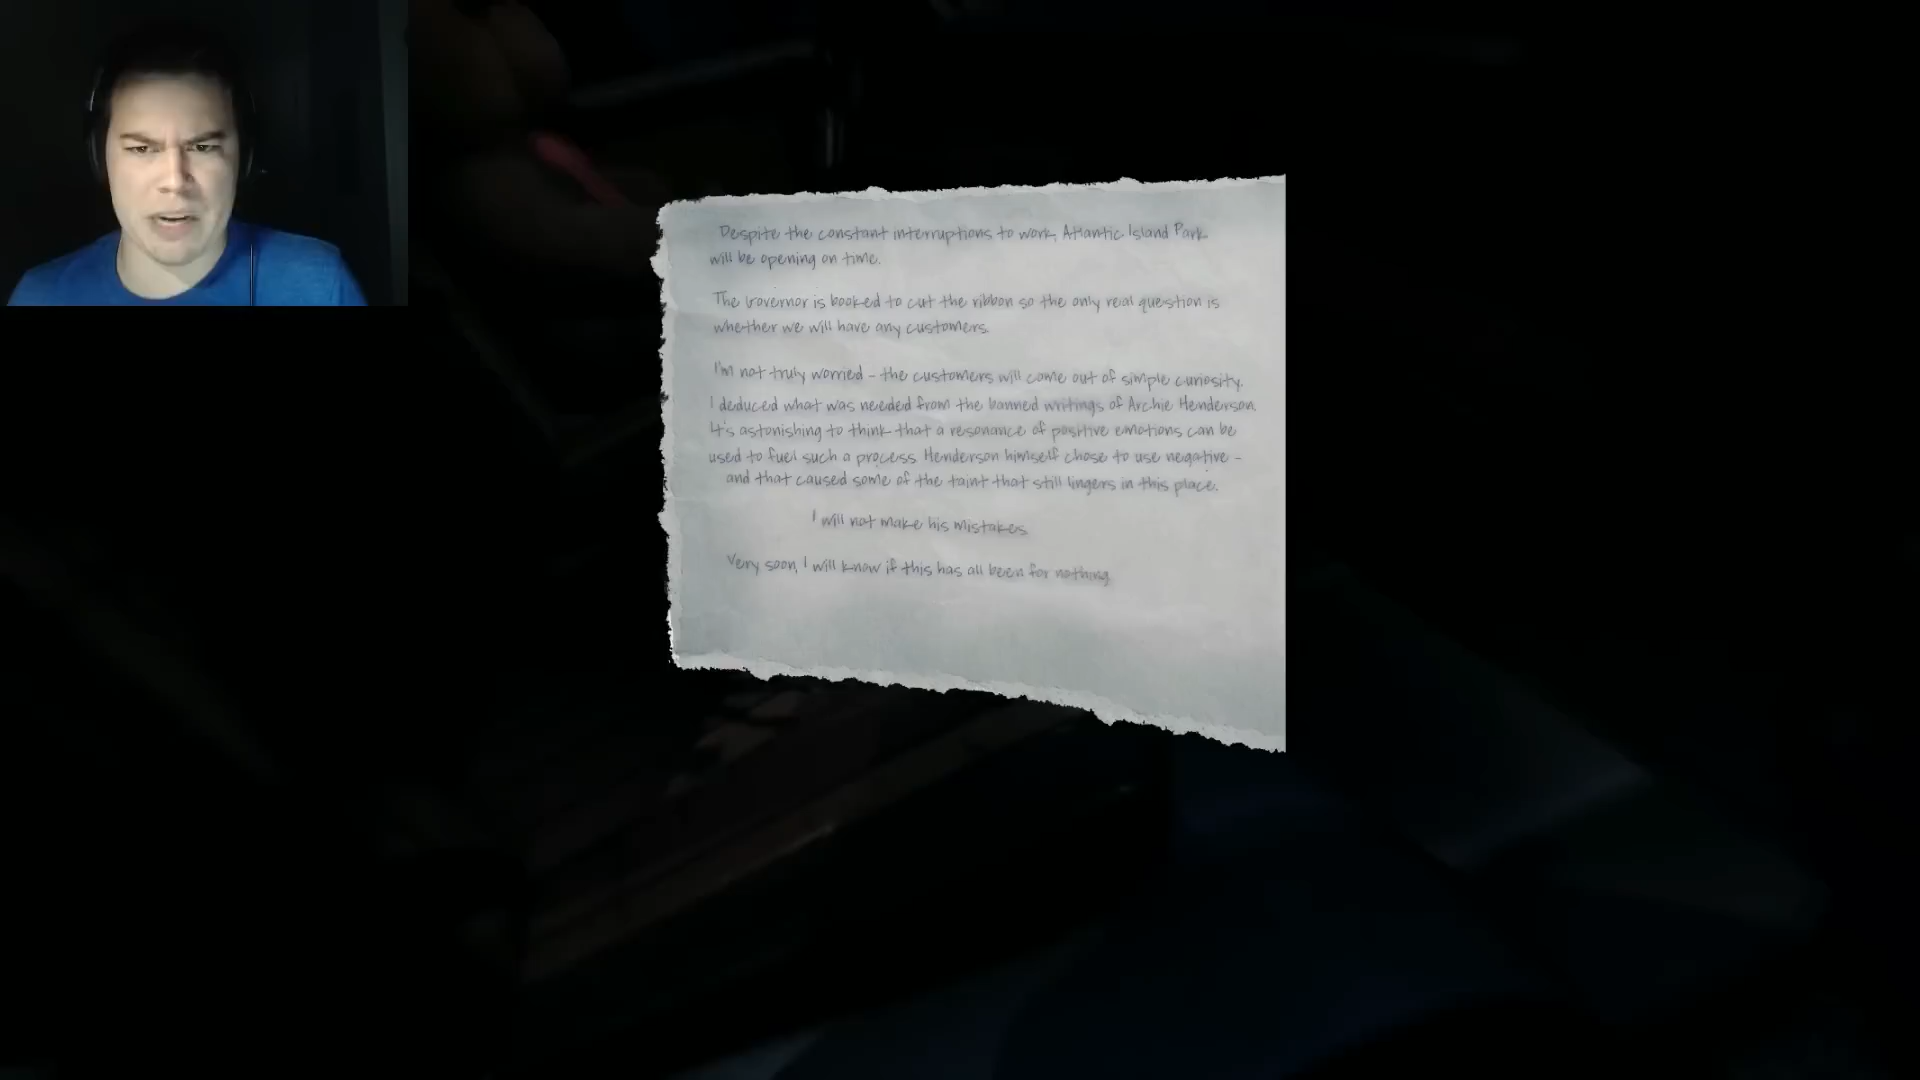 Despite the constant interruptions to work, Atlantic Island Park
will be opening on time.
The Governor is booked to cut the ribbon so the only real question is
whether we will have any customers.
I'm not truly worried - the customers will come out of simple curiosity.
I deduced what was needed from the banned writings of Archie Henderson.
It's astonishing to think that a resonance of positive emotions can be
used to fuel such a process. Henderson himself chose to use negative -
and that caused some of the taint that still lingers in this place.
I will not make his mistakes.
Very soon, I will know if this has all been for nothing.